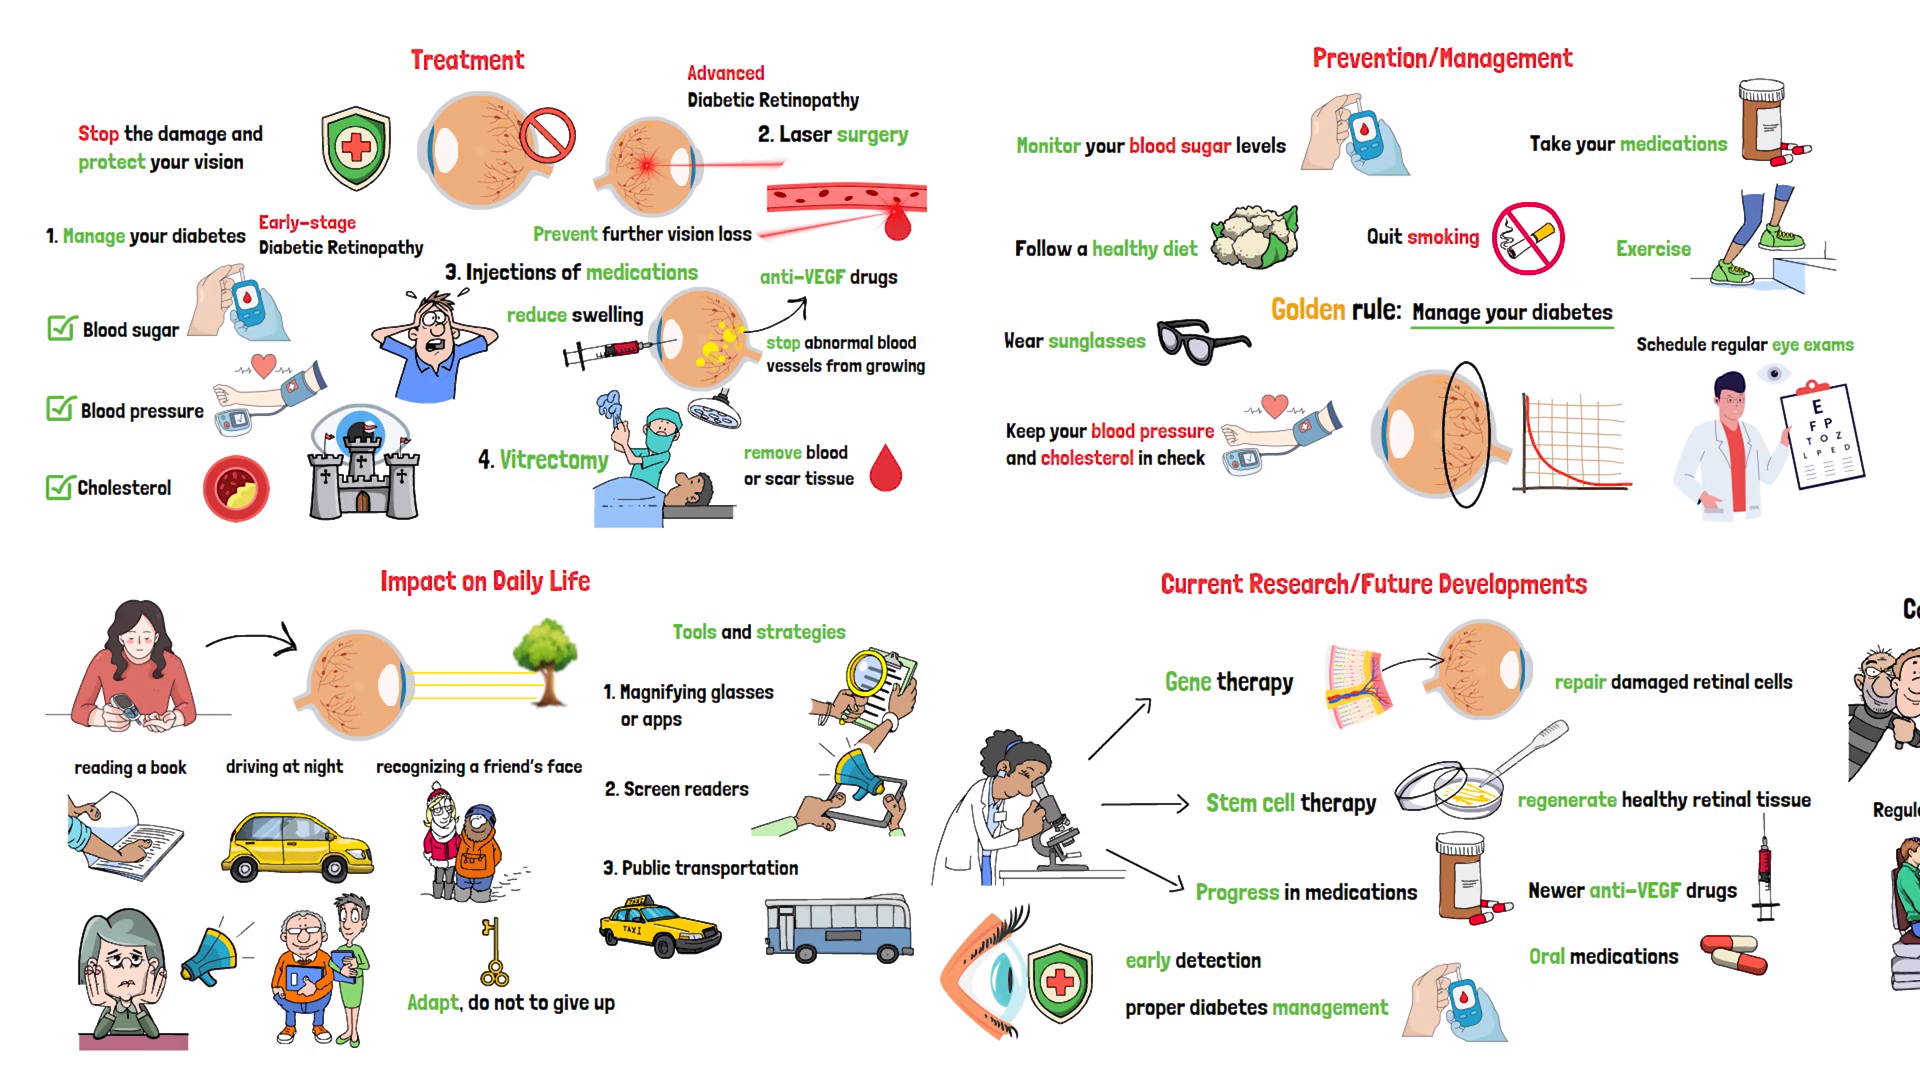 Treatment
Stop the damage and
protect your vision
Advanced
Diabetic Retinopathy
2. Laser surgery
1. Manage your diabetes
Early-stage
Diabetic Retinopathy
Prevent further vision loss
3. Injections of medications
anti-VEGF drugs
reduce swelling
Blood sugar
stop abnormal blood
vessels from growing
Blood pressure
4. Vitrectomy
remove blood
or scar tissue
Cholesterol
Prevention/Management
Monitor your blood sugar levels
Take your medications
Follow a healthy diet
Quit smoking
Exercise
Golden rule: Manage your diabetes
Wear sunglasses
Schedule regular eye exams
Keep your blood pressure
and cholesterol in check
E
F P
T O Z
L P E D
Impact on Daily Life
Tools and strategies
1. Magnifying glasses
or apps
reading a book
driving at night
recognizing a friend's face
2. Screen readers
3. Public transportation
TAXI
TAXI
Adapt, do not to give up
Current Research/Future Developments
Gene therapy
repair damaged retinal cells
Stem cell therapy
regenerate healthy retinal tissue
Progress in medications
Newer anti-VEGF drugs
Oral medications
early detection
proper diabetes management